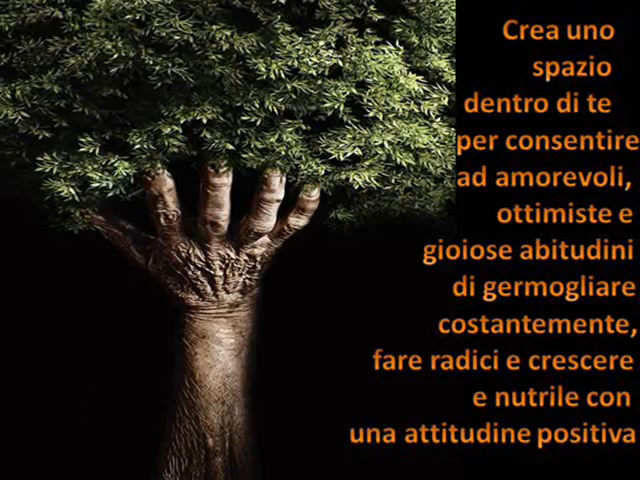 Crea uno
spazio
dentro di te
per consentire
ad amorevoli,
ottimiste e
gioiose abitudini
di germogliare
costantemente,
fare radici e crescere
e nutrile con
una attitudine positiva